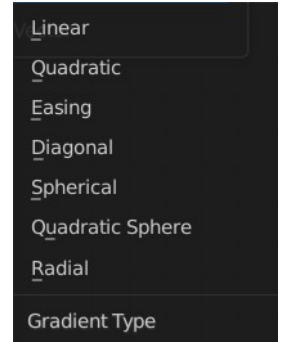 Linear
Quadratic
Easing
Diagonal
Spherical
Quadratic Sphere
Radial
Gradient Type